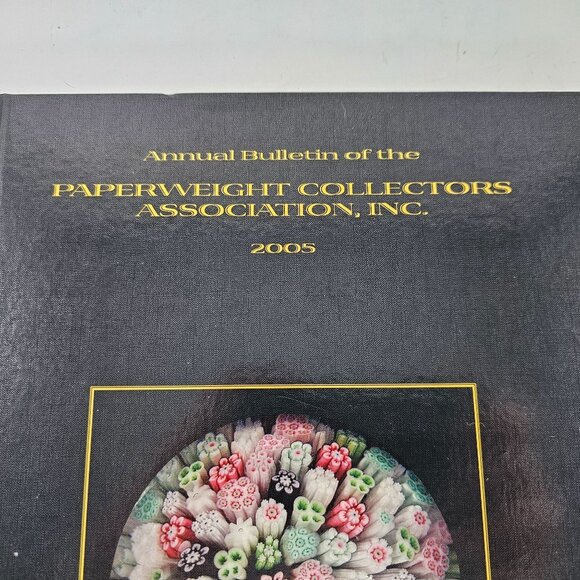 Annual Bulletin of the
PAPERWEIGHT COLLECTORS
ASSOCIATION, INC.
2005